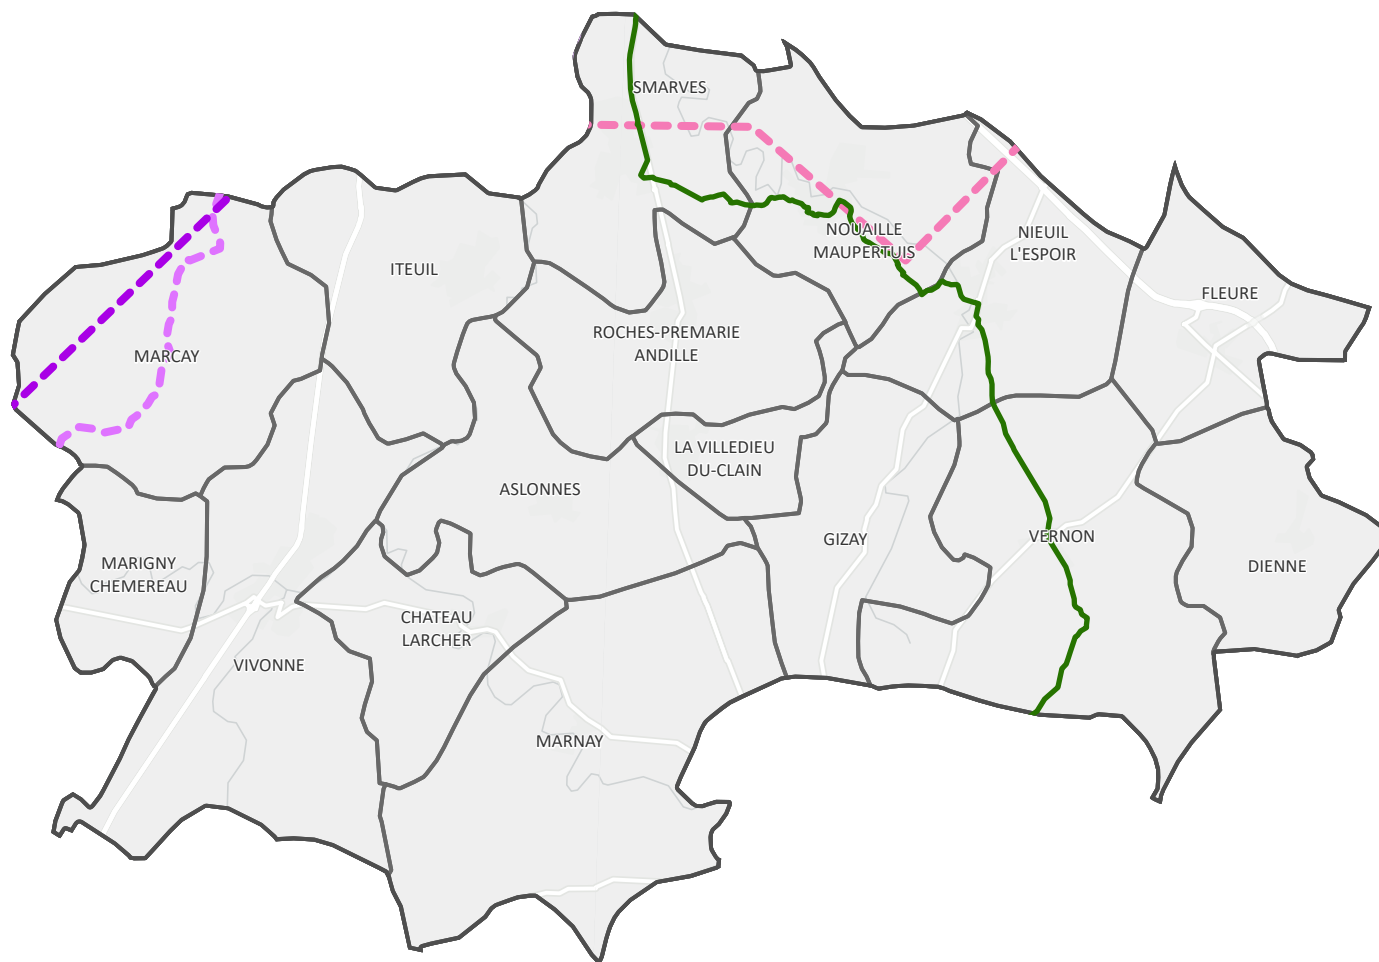 SMARVES
NOUAILLE
MAUPERTUIS
NIEUIL
L'ESPOIR
ITEUIL
FLEURE
ROCHES-PREMARIE
ANDILLE
MARCAY
LA VILLEDIEU
DU-CLAIN
ASLONNES
GIZAY
VERNON
DIENNE
MARIGNY
CHEMEREAU
CHATEAU
LARCHER
VIVONNE
MARNAY